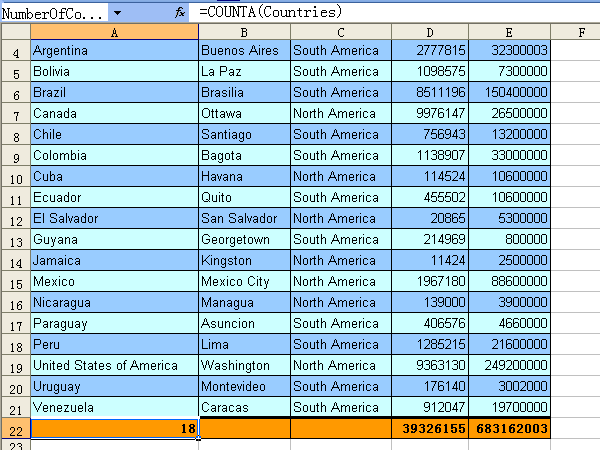 NumberOfCo... fx =COUNTA(Countries)
A B C D E F
4 Argentina Buenos Aires South America 2777815 32300003
5 Bolivia La Paz South America 1098575 7300000
6 Brazil Brasilia South America 8511196 150400000
7 Canada Ottawa North America 9976147 26500000
8 Chile Santiago South America 756943 13200000
9 Colombia Bagota South America 1138907 33000000
10 Cuba Havana North America 114524 10600000
11 Ecuador Quito South America 455502 10600000
12 El Salvador San Salvador North America 20865 5300000
13 Guyana Georgetown South America 214969 800000
14 Jamaica Kingston North America 11424 2500000
15 Mexico Mexico City North America 1967180 88600000
16 Nicaragua Managua North America 139000 3900000
17 Paraguay Asuncion South America 406576 4660000
18 Peru Lima South America 1285215 21600000
19 United States of America Washington North America 9363130 249200000
20 Uruguay Montevideo South America 176140 3002000
21 Venezuela Caracas South America 912047 19700000
22 18 39326155 683162003
23